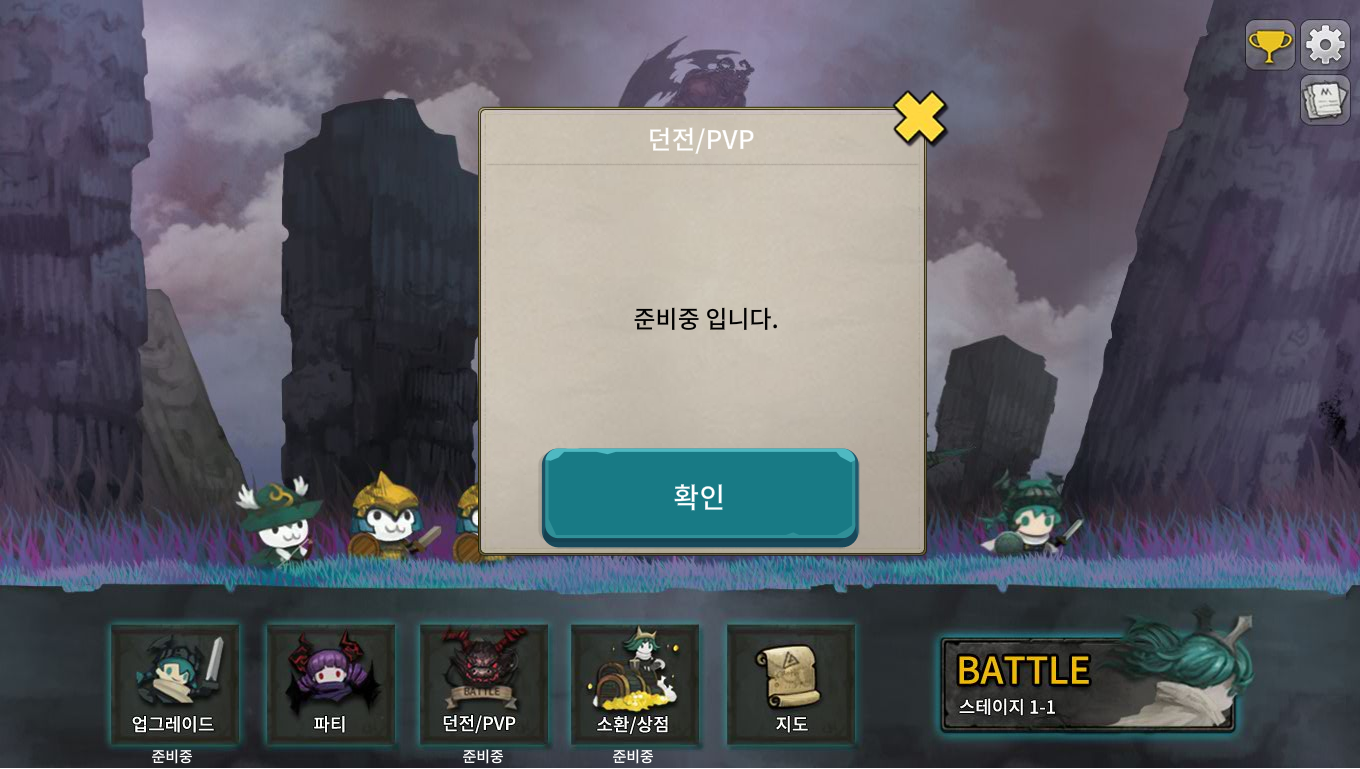 던전/PVP
준비중 입니다.
확인
BATTLE
BATTLE
스테이지 1-1
업그레이드
파티
던전/PVP
소환/상점
지도
준비중
준비중
준비중